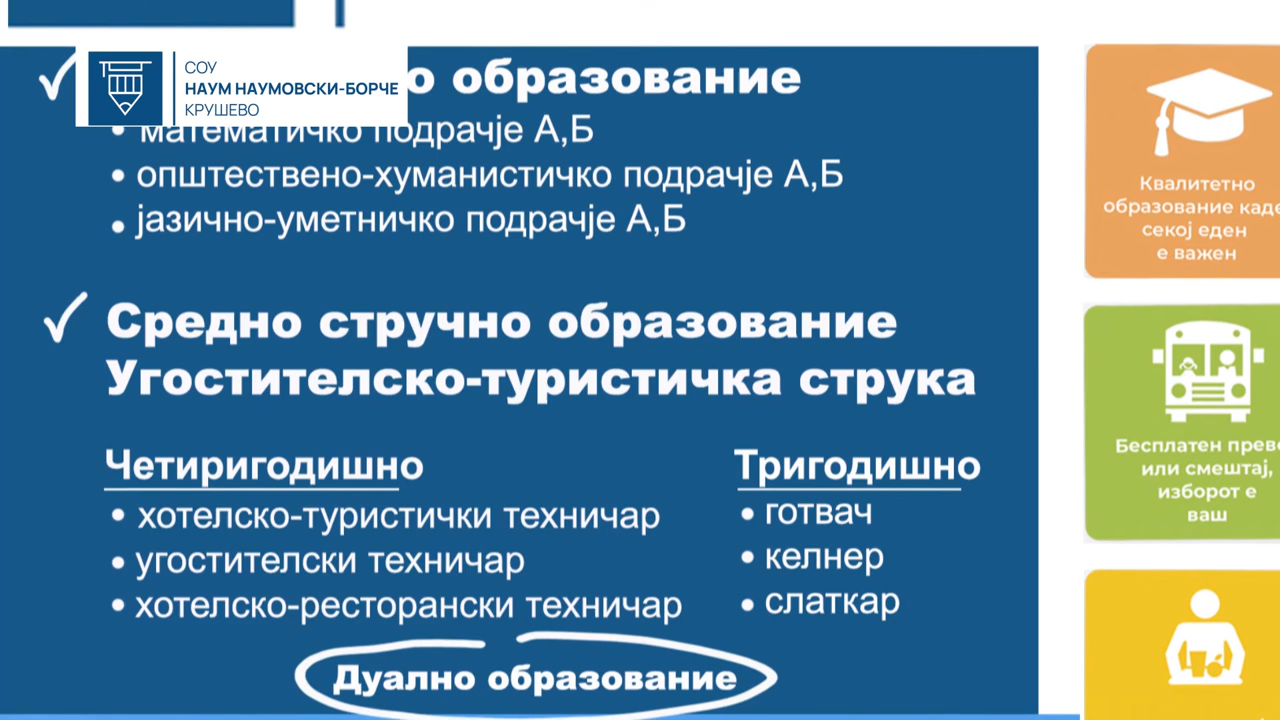 СОУ
НАУМ НАУМОВСКИ-БОРЧЕ
КРУШЕВО
образование
• математичко подрачје А,Б
• општествено-хуманистичко подрачје А,Б
• јазично-уметничко подрачје А,Б
Средно стручно образование
Угостителско-туристичка струка
Четиригодишно
• хотелско-туристички техничар
• угостителски техничар
• хотелско-ресторански техничар
Тригодишно
• готвач
• келнер
• слаткар
Дуално образование
Квалитетно
образование каде
секој еден
е важен
Бесплатен
или смештај,
изборот е
ваш